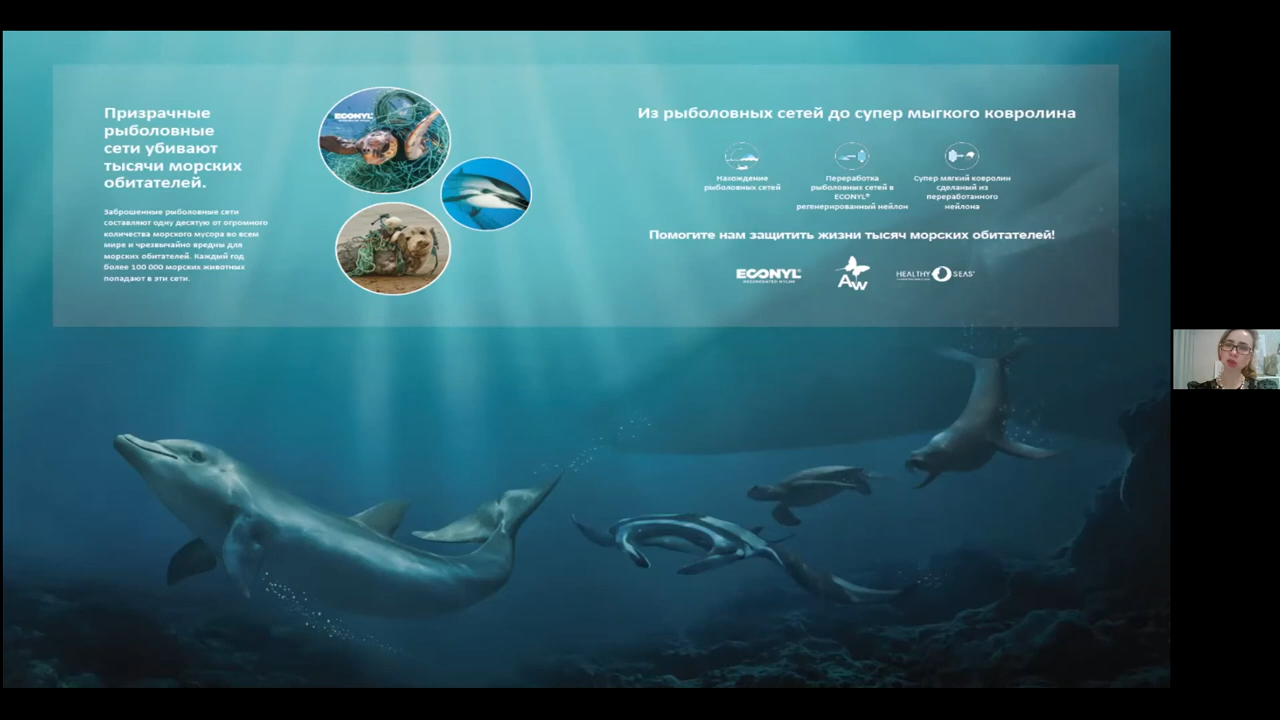 Призрачные
рыболовные
сети убивают
тысячи морских
обитателей.
Заброшенные рыболовные сети
составляют одну десятую от огромного
количества морского мусора во всем
мире и чрезвычайно вредны для
морских обитателей. Каждый год
более 100 000 морских животных
попадают в эти сети.
ECONYL®
Из рыболовных сетей до супер мыгкого ковролина
Нахождение
рыболовных сетей
Переработка
рыболовных сетей в
ECONYL®
регенерированный нейлон
Супер мягкий ковролин
сделаный из
переработанного
нейлона
Помогите нам защитить жизни тысяч морских обитателей!
ECONYL®
REGENERATED NYLON
AW
HEALTHY SEAS®